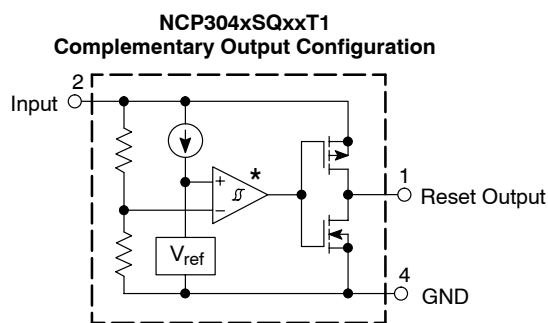 NCP304xSQxxT1
Complementary Output Configuration
2
Input
*
+
−
1
Reset Output
Vref
4
GND